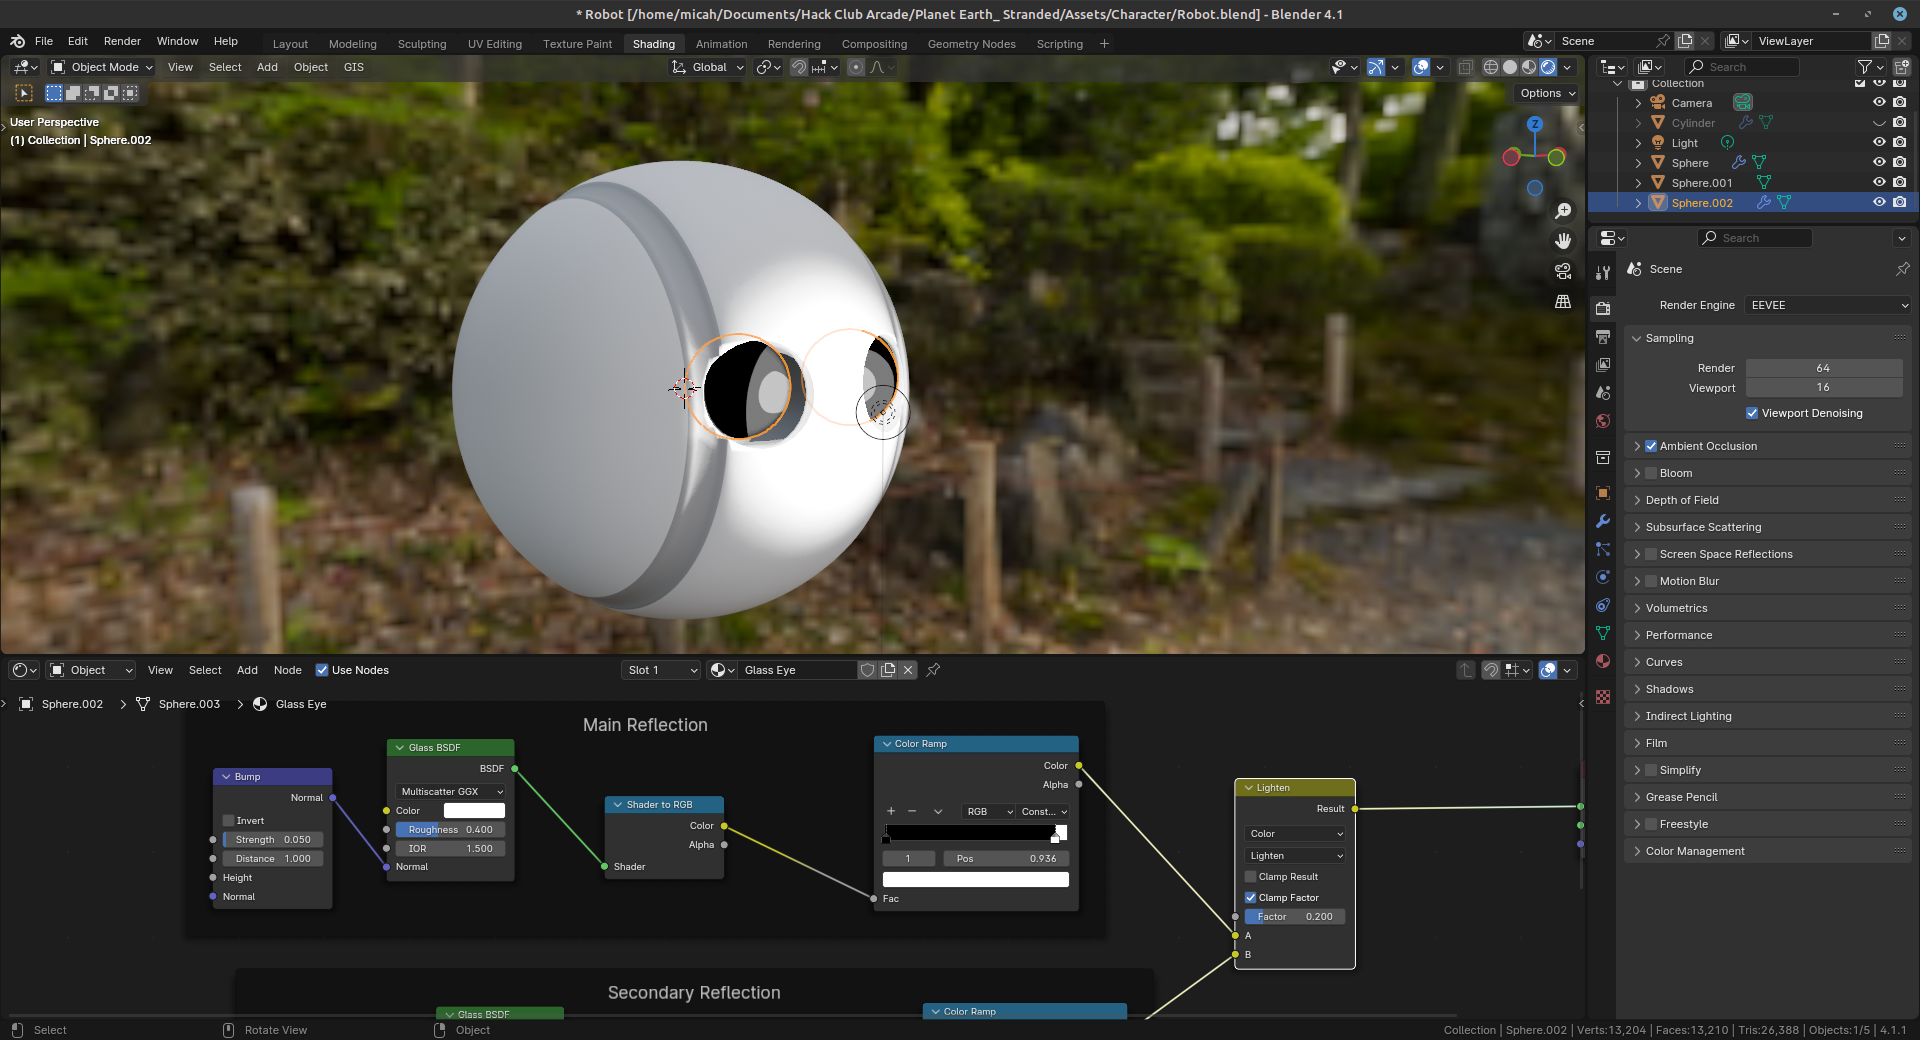 * Robot [/home/micah/Documents/Hack Club Arcade/Planet Earth_ Stranded/Assets/Character/Robot.blend] - Blender 4.1
File Edit Render Window Help Layout Modeling Sculpting UV Editing Texture Paint Shading Animation Rendering Compositing Geometry Nodes Scripting + Scene ViewLayer
Object Mode View Select Add Object GIS Global Search
Options
User Perspective
(1) Collection | Sphere.002
Z
Collection
Camera
Cylinder
Light
Sphere
Sphere.001
Sphere.002
Search
Scene
Render Engine EEVEE
Sampling
Render 64
Viewport 16
Viewport Denoising
Ambient Occlusion
Bloom
Depth of Field
Subsurface Scattering
Screen Space Reflections
Motion Blur
Volumetrics
Performance
Curves
Shadows
Indirect Lighting
Film
Simplify
Grease Pencil
Freestyle
Color Management
Object View Select Add Node Use Nodes Slot 1 Glass Eye
Sphere.002 > Sphere.003 > Glass Eye
Main Reflection
Bump
Normal
Invert
Strength 0.050
Distance 1.000
Height
Normal
Glass BSDF
BSDF
Multiscatter GGX
Color
Roughness 0.400
IOR 1.500
Normal
Shader to RGB
Color
Alpha
Shader
Color Ramp
Color
Alpha
+ − RGB Const...
1 Pos 0.936
Fac
Lighten
Result
Color
Lighten
Clamp Result
Clamp Factor
Factor 0.200
A
B
Secondary Reflection
Glass BSDF
Color Ramp
Select Rotate View Object Collection | Sphere.002 | Verts:13,204 | Faces:13,210 | Tris:26,388 | Objects:1/5 | 4.1.1